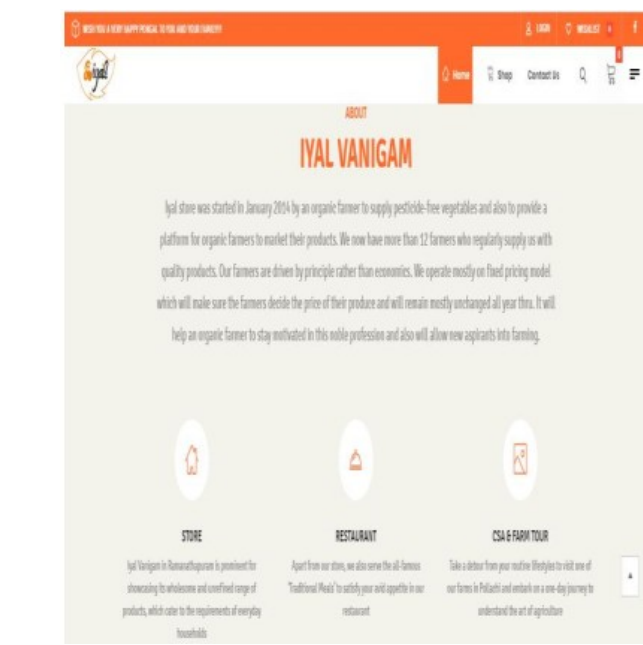 WISH YOU A VERY HAPPY PONGAL TO YOU AND YOUR FAMILY!!!
LOGIN
WISHLIST 0
Home
Shop
Contact Us
0
ABOUT
IYAL VANIGAM
Iyal store was started in January 2014 by an organic farmer to supply pesticide-free vegetables and also to provide a
platform for organic farmers to market their products. We now have more than 12 farmers who regularly supply us with
quality products. Our farmers are driven by principle rather than economics. We operate mostly on fixed pricing model
which will make sure the farmers decide the price of their produce and will remain mostly unchanged all year thru. It will
help an organic farmer to stay motivated in this noble profession and also will allow new aspirants into farming.
STORE
Iyal Vanigam in Ramanathapuram is prominent for
showcasing its wholesome and unrefined range of
products, which cater to the requirements of everyday
households
RESTAURANT
Apart from our store, we also serve the all-famous
'Traditional Meals' to satisfy your avid appetite in our
restaurant
CSA & FARM TOUR
Take a detour from your routine lifestyles to visit one of
our farms in Pollachi and embark on a one-day journey to
understand the art of agriculture